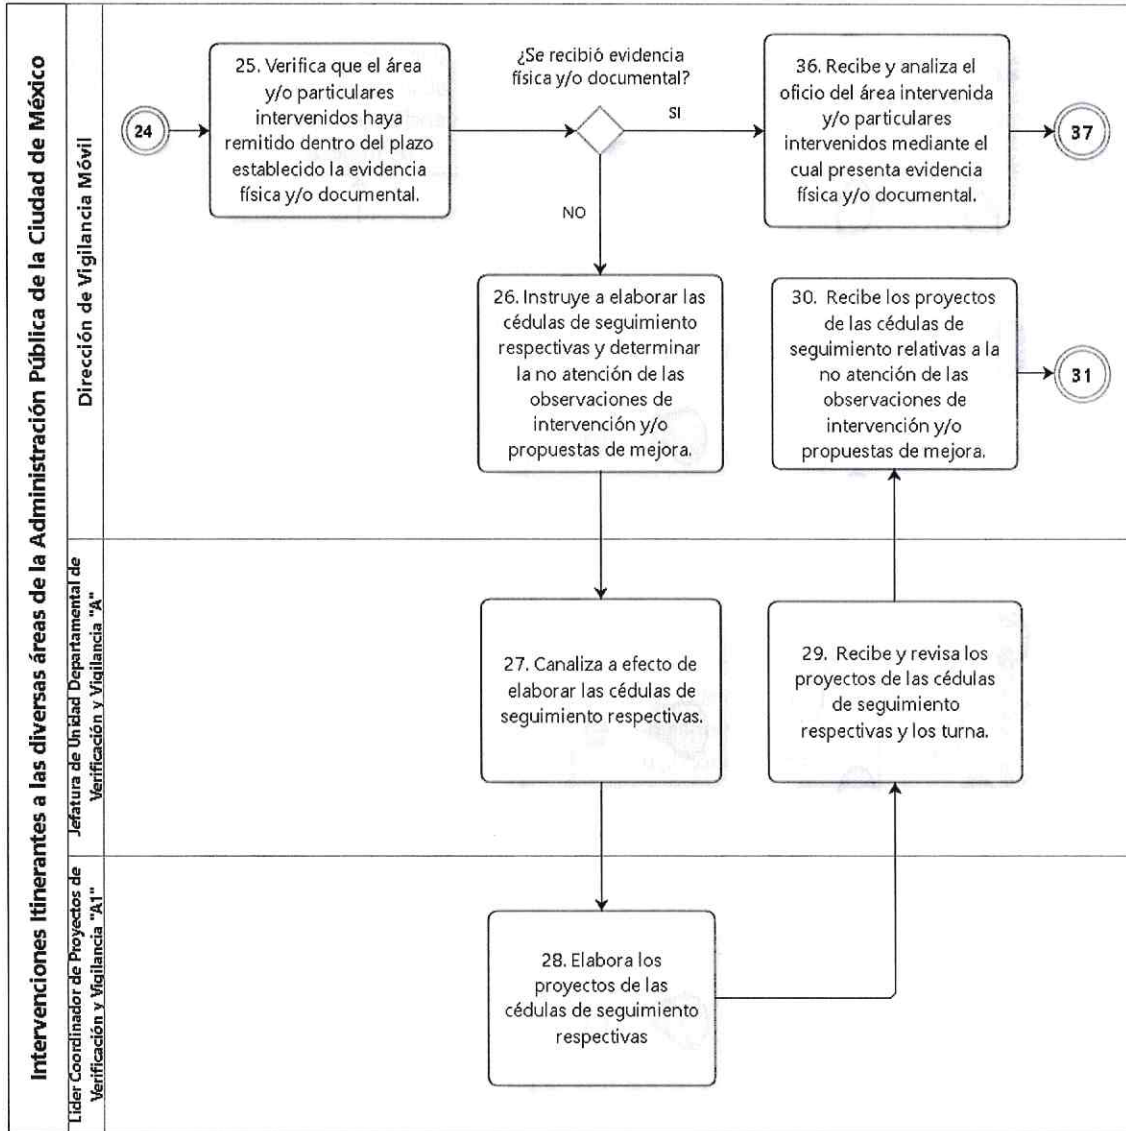 Intervenciones Itinerantes a las diversas áreas de la Administración Pública de la Ciudad de México
Dirección de Vigilancia Móvil
24
25. Verifica que el área
y/o particulares
intervenidos haya
remitido dentro del plazo
establecido la evidencia
física y/o documental.
¿Se recibió evidencia
física y/o documental?
SI
NO
36. Recibe y analiza el
oficio del área intervenida
y/o particulares
intervenidos mediante el
cual presenta evidencia
física y/o documental.
37
26. Instruye a elaborar las
cédulas de seguimiento
respectivas y determinar
la no atención de las
observaciones de
intervención y/o
propuestas de mejora.
30. Recibe los proyectos
de las cédulas de
seguimiento relativas a la
no atención de las
observaciones de
intervención y/o
propuestas de mejora.
31
Jefatura de Unidad Departamental de
Verificación y Vigilancia "A"
27. Canaliza a efecto de
elaborar las cédulas de
seguimiento respectivas.
29. Recibe y revisa los
proyectos de las cédulas
de seguimiento
respectivas y los turna.
Lider Coordinador de Proyectos de
Verificación y Vigilancia "A1"
28. Elabora los
proyectos de las
cédulas de seguimiento
respectivas